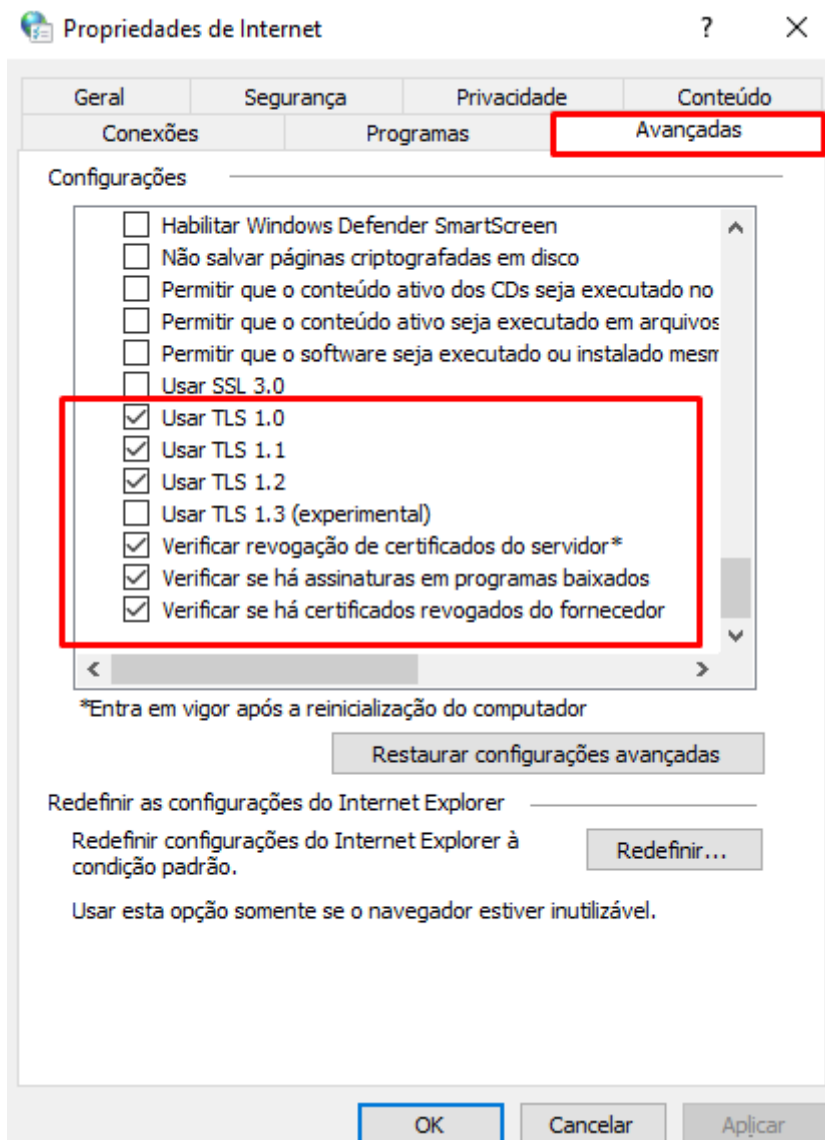 Propriedades de Internet
?
Geral Segurança Privacidade Conteúdo
Conexões Programas Avançadas
Configurações
Habilitar Windows Defender SmartScreen
Não salvar páginas criptografadas em disco
Permitir que o conteúdo ativo dos CDs seja executado no
Permitir que o conteúdo ativo seja executado em arquivos
Permitir que o software seja executado ou instalado mesm
Usar SSL 3.0
Usar TLS 1.0
Usar TLS 1.1
Usar TLS 1.2
Usar TLS 1.3 (experimental)
Verificar revogação de certificados do servidor*
Verificar se há assinaturas em programas baixados
Verificar se há certificados revogados do fornecedor
*Entra em vigor após a reinicialização do computador
Restaurar configurações avançadas
Redefinir as configurações do Internet Explorer
Redefinir configurações do Internet Explorer à
condição padrão.
Redefinir...
Usar esta opção somente se o navegador estiver inutilizável.
OK Cancelar Aplicar